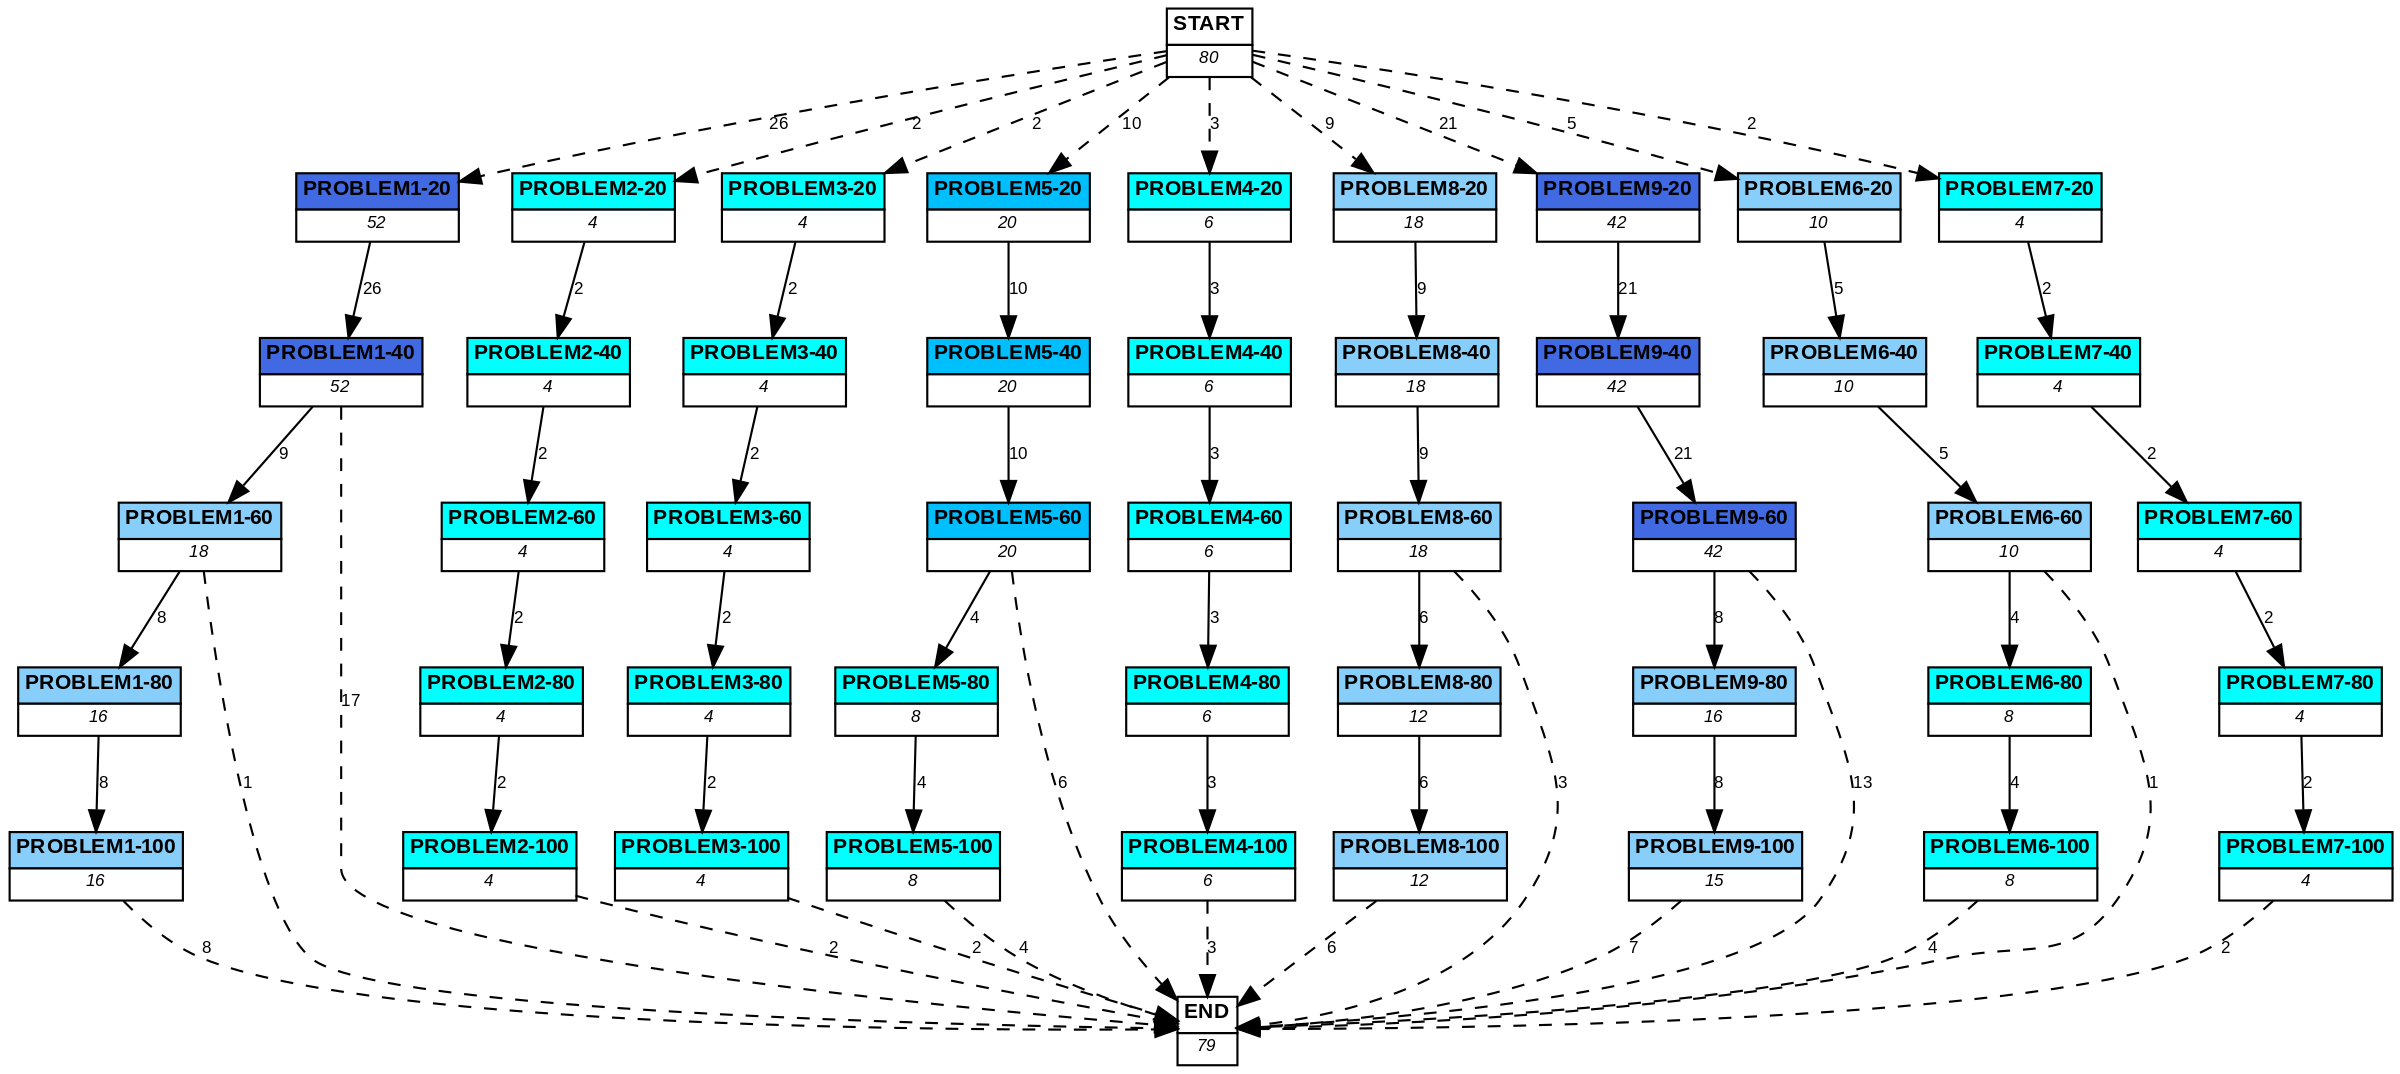 START
80
26
2
2
10
3
9
21
5
2
PROBLEM1-20
52
PROBLEM2-20
4
PROBLEM3-20
4
PROBLEM5-20
20
PROBLEM4-20
6
PROBLEM8-20
18
PROBLEM9-20
42
PROBLEM6-20
10
PROBLEM7-20
4
26
2
2
10
3
9
21
5
2
PROBLEM1-40
52
PROBLEM2-40
4
PROBLEM3-40
4
PROBLEM5-40
20
PROBLEM4-40
6
PROBLEM8-40
18
PROBLEM9-40
42
PROBLEM6-40
10
PROBLEM7-40
4
9
2
2
10
3
9
21
5
2
PROBLEM1-60
18
PROBLEM2-60
4
PROBLEM3-60
4
PROBLEM5-60
20
PROBLEM4-60
6
PROBLEM8-60
18
PROBLEM9-60
42
PROBLEM6-60
10
PROBLEM7-60
4
8
2
2
4
3
6
8
4
2
PROBLEM1-80
16
17
PROBLEM2-80
4
PROBLEM3-80
4
PROBLEM5-80
8
PROBLEM4-80
6
PROBLEM8-80
12
PROBLEM9-80
16
PROBLEM6-80
8
PROBLEM7-80
4
8
1
2
2
4
6
3
6
3
8
13
4
1
2
PROBLEM1-100
16
PROBLEM2-100
4
PROBLEM3-100
4
PROBLEM5-100
8
PROBLEM4-100
6
PROBLEM8-100
12
PROBLEM9-100
15
PROBLEM6-100
8
PROBLEM7-100
4
8
2
2
4
3
6
7
4
2
END
79